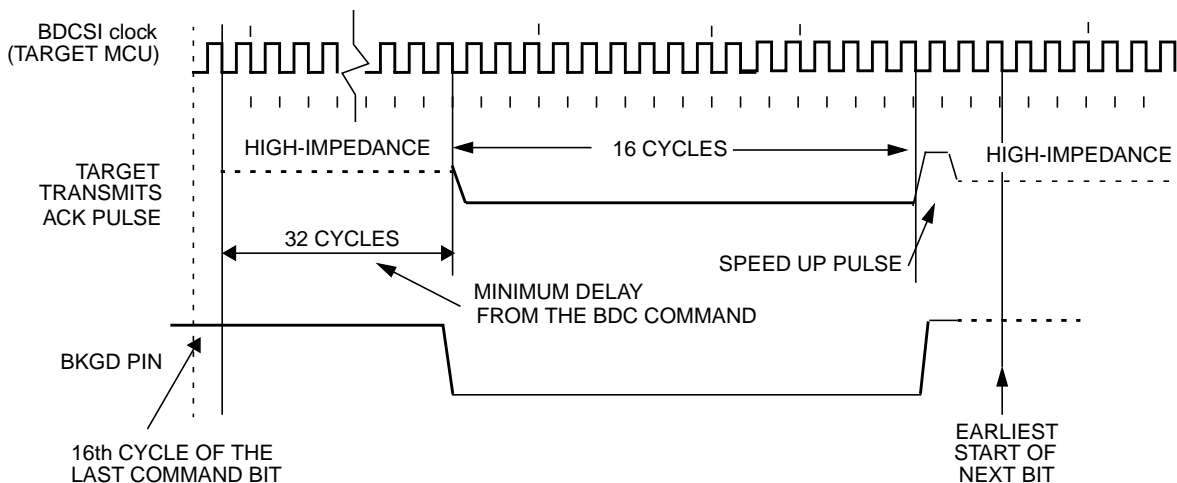 BDCSI clock
(TARGET MCU)
HIGH-IMPEDANCE
16 CYCLES
HIGH-IMPEDANCE
TARGET
TRANSMITS
ACK PULSE
32 CYCLES
SPEED UP PULSE
MINIMUM DELAY
FROM THE BDC COMMAND
BKGD PIN
16th CYCLE OF THE
LAST COMMAND BIT
EARLIEST
START OF
NEXT BIT